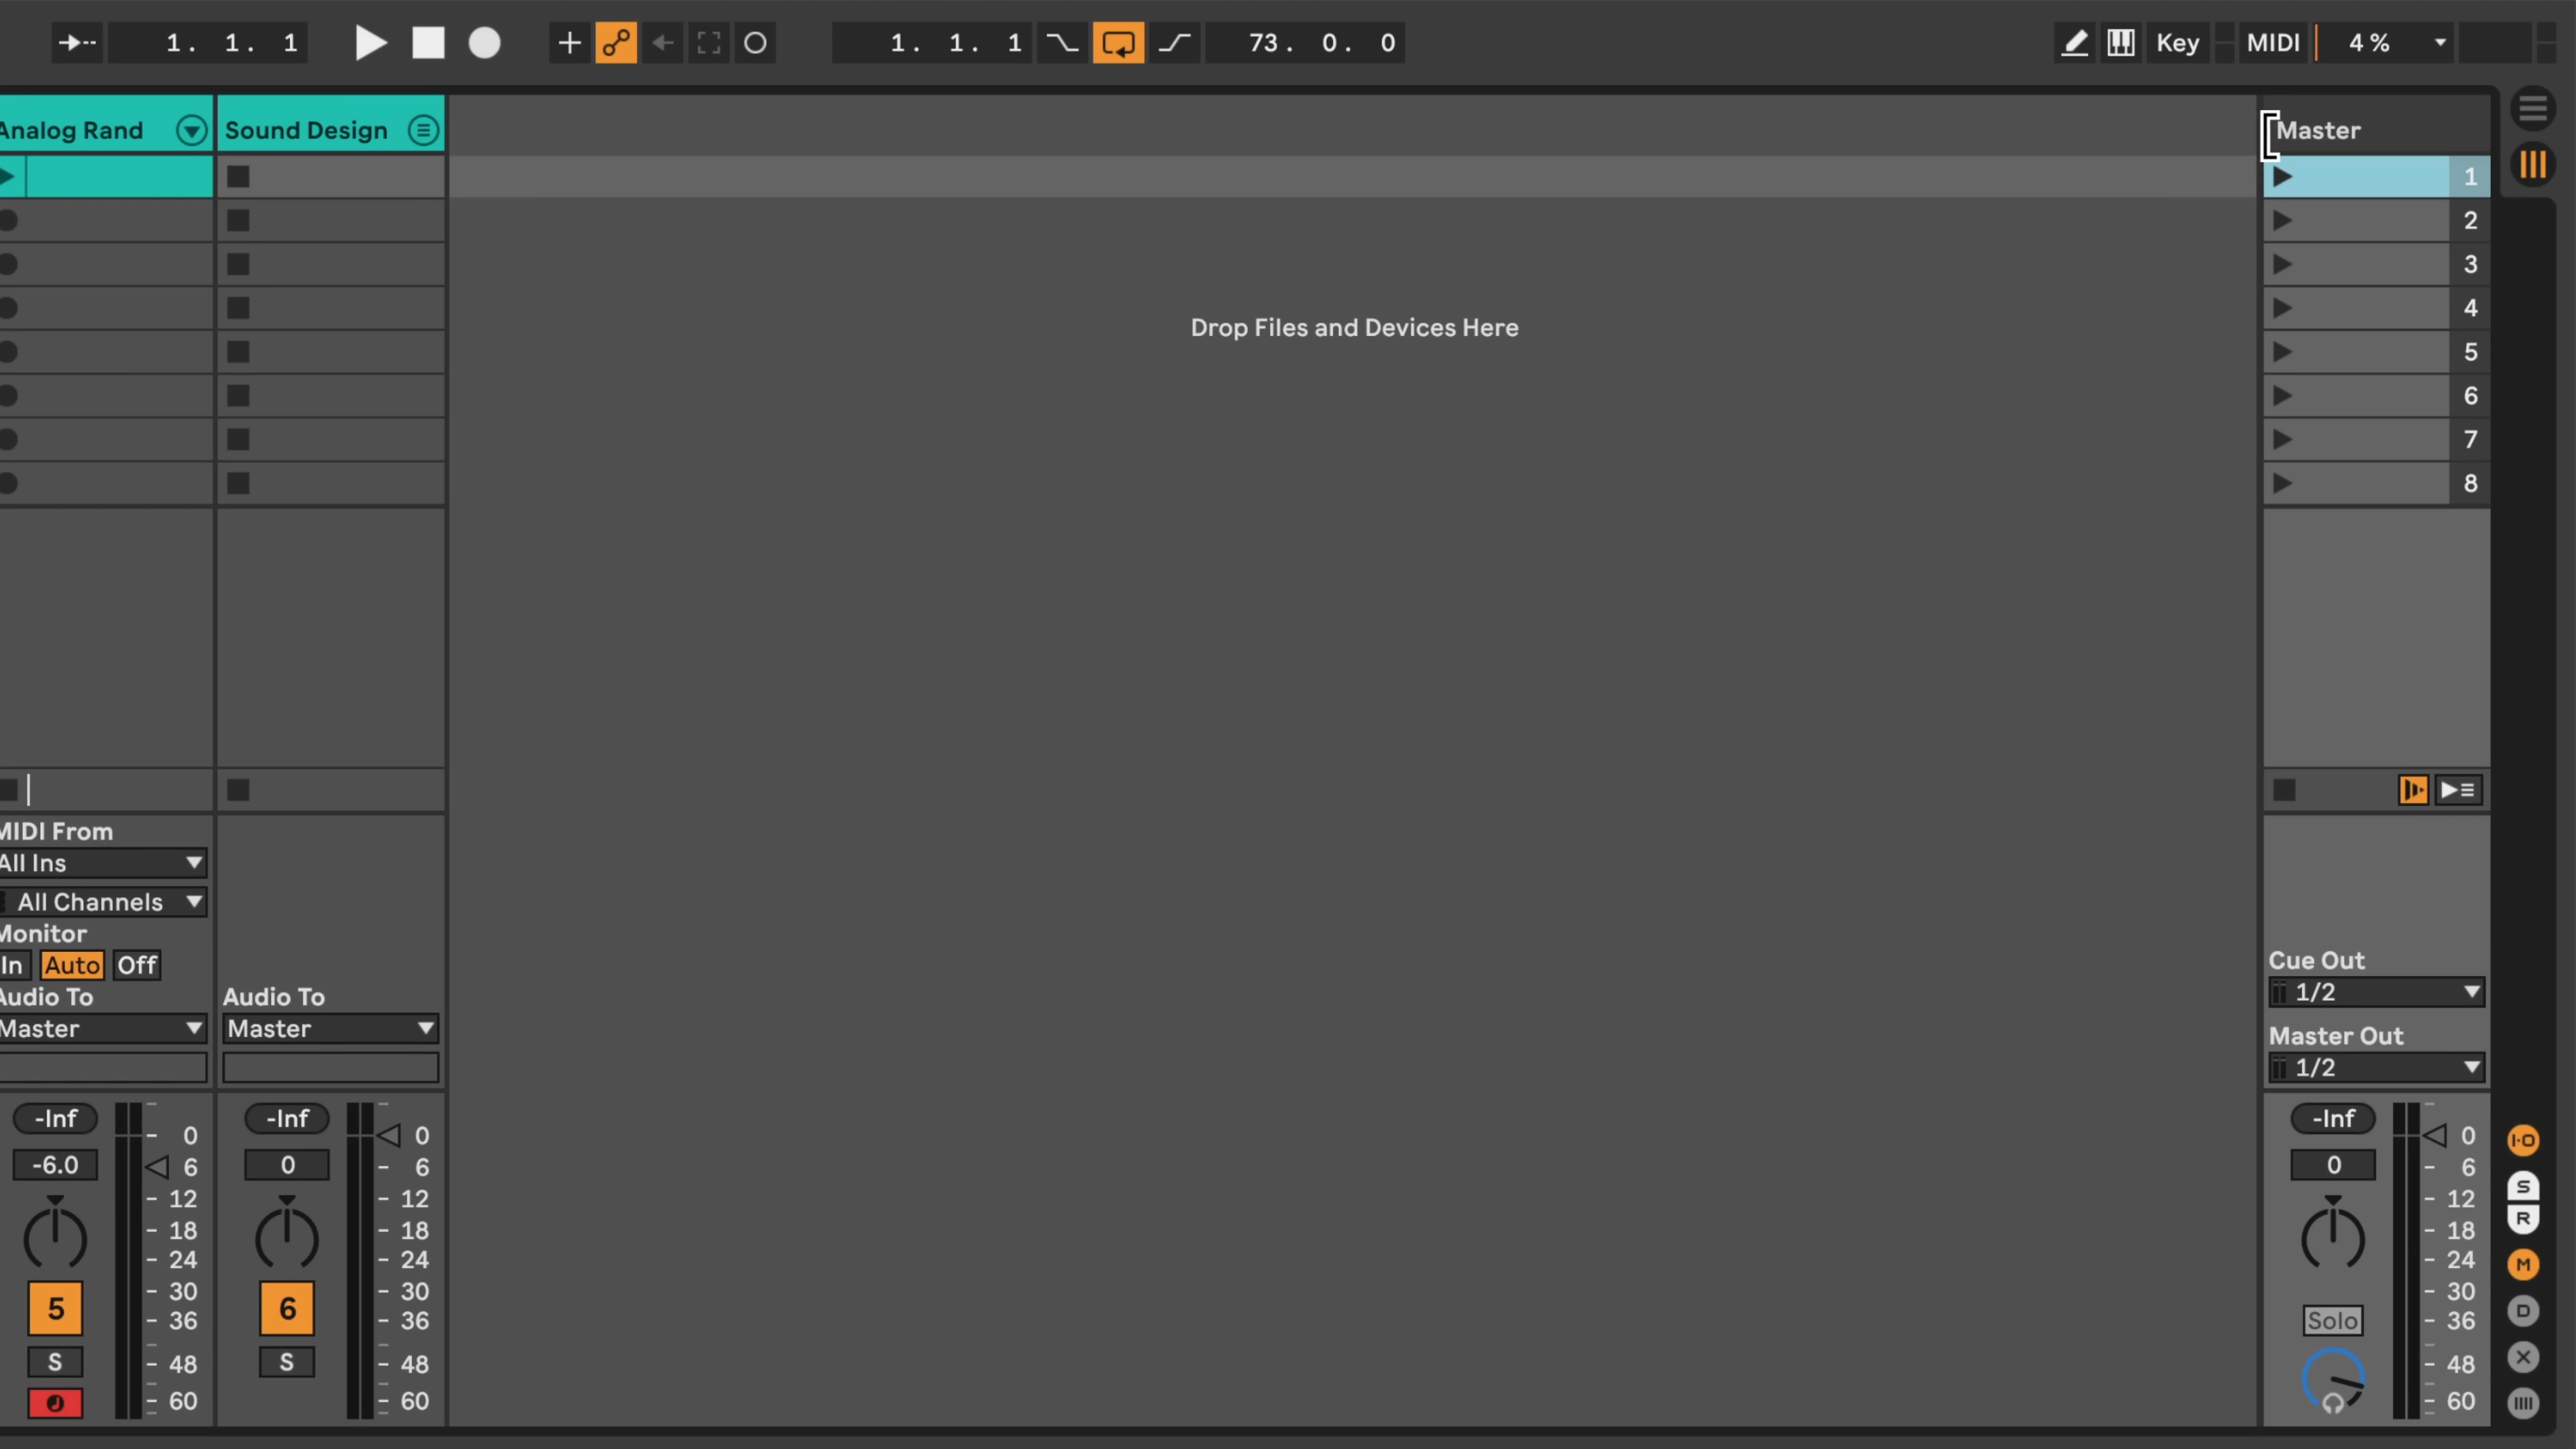 1. 1. 1
1. 1. 1
73. 0. 0
Key
MIDI
4 %
Analog Rand
Sound Design
Master
1
2
3
4
5
6
7
8
Drop Files and Devices Here
MIDI From
All Ins
All Channels
Monitor
In Auto Off
Audio To
Master
Audio To
Master
Cue Out
1/2
Master Out
1/2
-Inf
-6.0
0
6
12
18
24
30
36
48
60
5
S
-Inf
0
0
6
12
18
24
30
36
48
60
6
S
-Inf
0
0
6
12
18
24
30
36
48
60
Solo
I·O
S
R
M
D